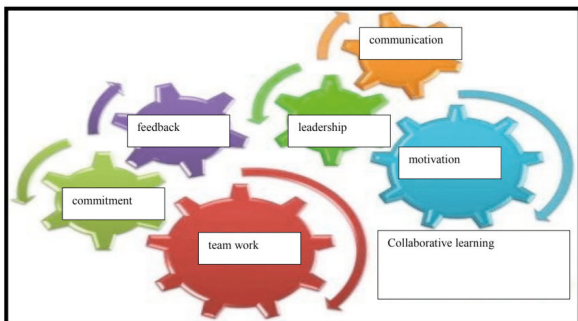 communication
feedback
leadership
motivation
commitment
team work
Collaborative learning